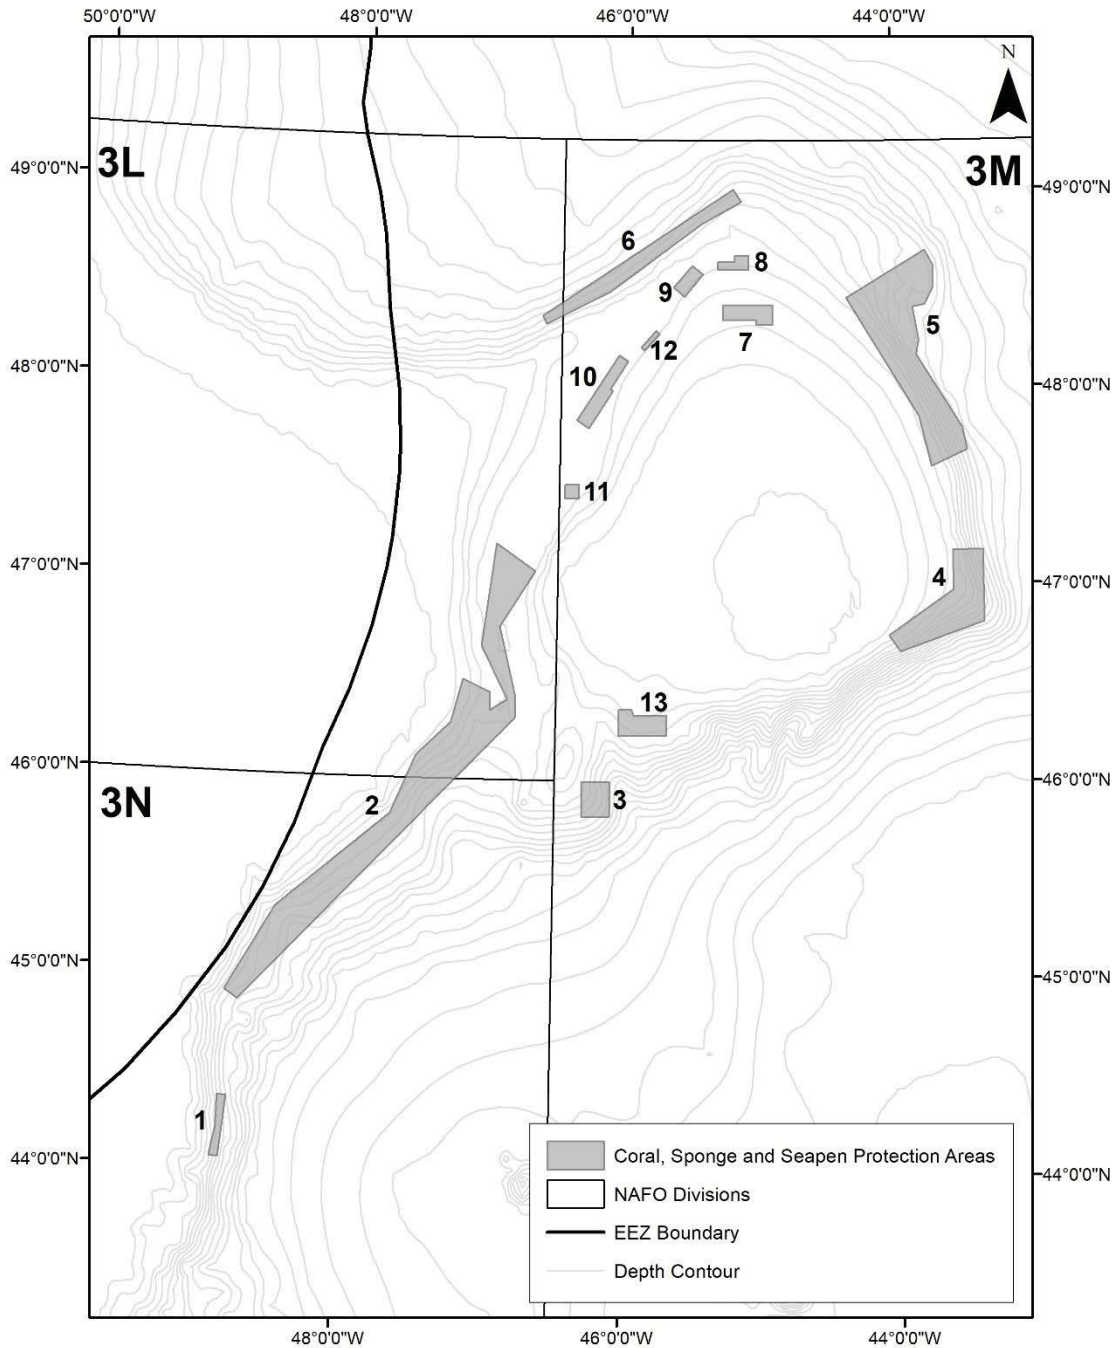 50°0'0"W 48°0'0"W 46°0'0"W 44°0'0"W
N
49°0'0"N 3L 3M 49°0'0"N
6
8
9
5
7
12
48°0'0"N 10 48°0'0"N
11
47°0'0"N 4 47°0'0"N
13
46°0'0"N 46°0'0"N
3N 2 3
45°0'0"N 45°0'0"N
1
Coral, Sponge and Seapen Protection Areas
44°0'0"N 44°0'0"N
NAFO Divisions
EEZ Boundary
Depth Contour
48°0'0"W 46°0'0"W 44°0'0"W